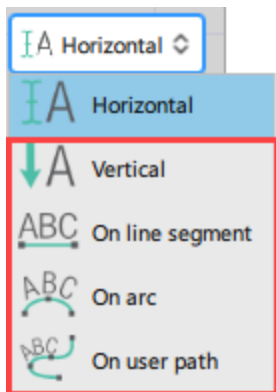 A Horizontal
A Horizontal
A Vertical
ABC On line segment
ABC On arc
ABC On user path